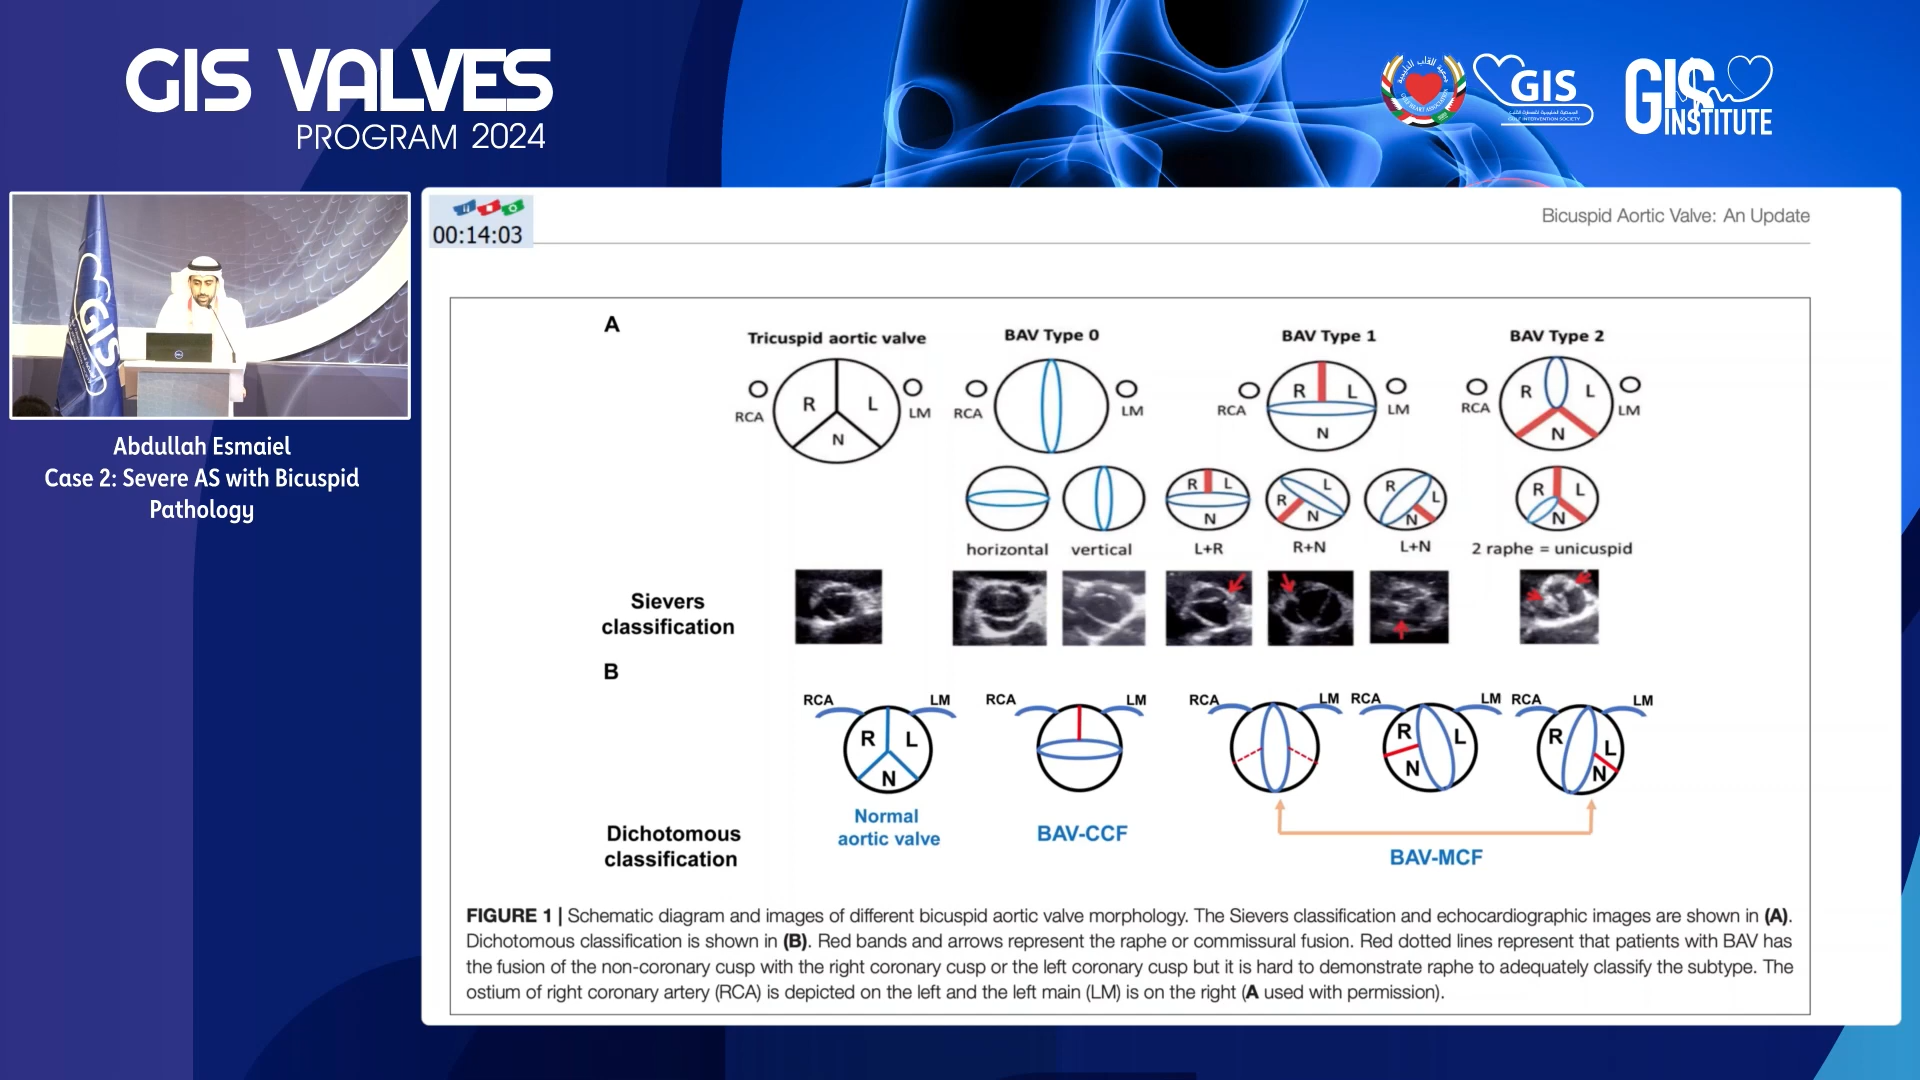 GIS VALVES
PROGRAM 2024
GIS
GULF INTERVENTION SOCIETY
GIS
INSTITUTE
GIS
Abdullah Esmaiel
Case 2: Severe AS with Bicuspid
Pathology
00:14:03
Bicuspid Aortic Valve: An Update
A
Tricuspid aortic valve
BAV Type 0
BAV Type 1
BAV Type 2
R L N
RCA LM
RCA LM
R L N
RCA LM
R L N
RCA LM
R L N
R L N
R L N
R L N
horizontal
vertical
L+R
R+N
L+N
2 raphe = unicuspid
Sievers
classification
B
RCA LM RCA LM RCA LM RCA LM RCA LM
R L N
R L N
R L N
Normal
aortic valve
BAV-CCF
BAV-MCF
Dichotomous
classification
FIGURE 1 | Schematic diagram and images of different bicuspid aortic valve morphology. The Sievers classification and echocardiographic images are shown in (A).
Dichotomous classification is shown in (B). Red bands and arrows represent the raphe or commissural fusion. Red dotted lines represent that patients with BAV has
the fusion of the non-coronary cusp with the right coronary cusp or the left coronary cusp but it is hard to demonstrate raphe to adequately classify the subtype. The
ostium of right coronary artery (RCA) is depicted on the left and the left main (LM) is on the right (A used with permission).